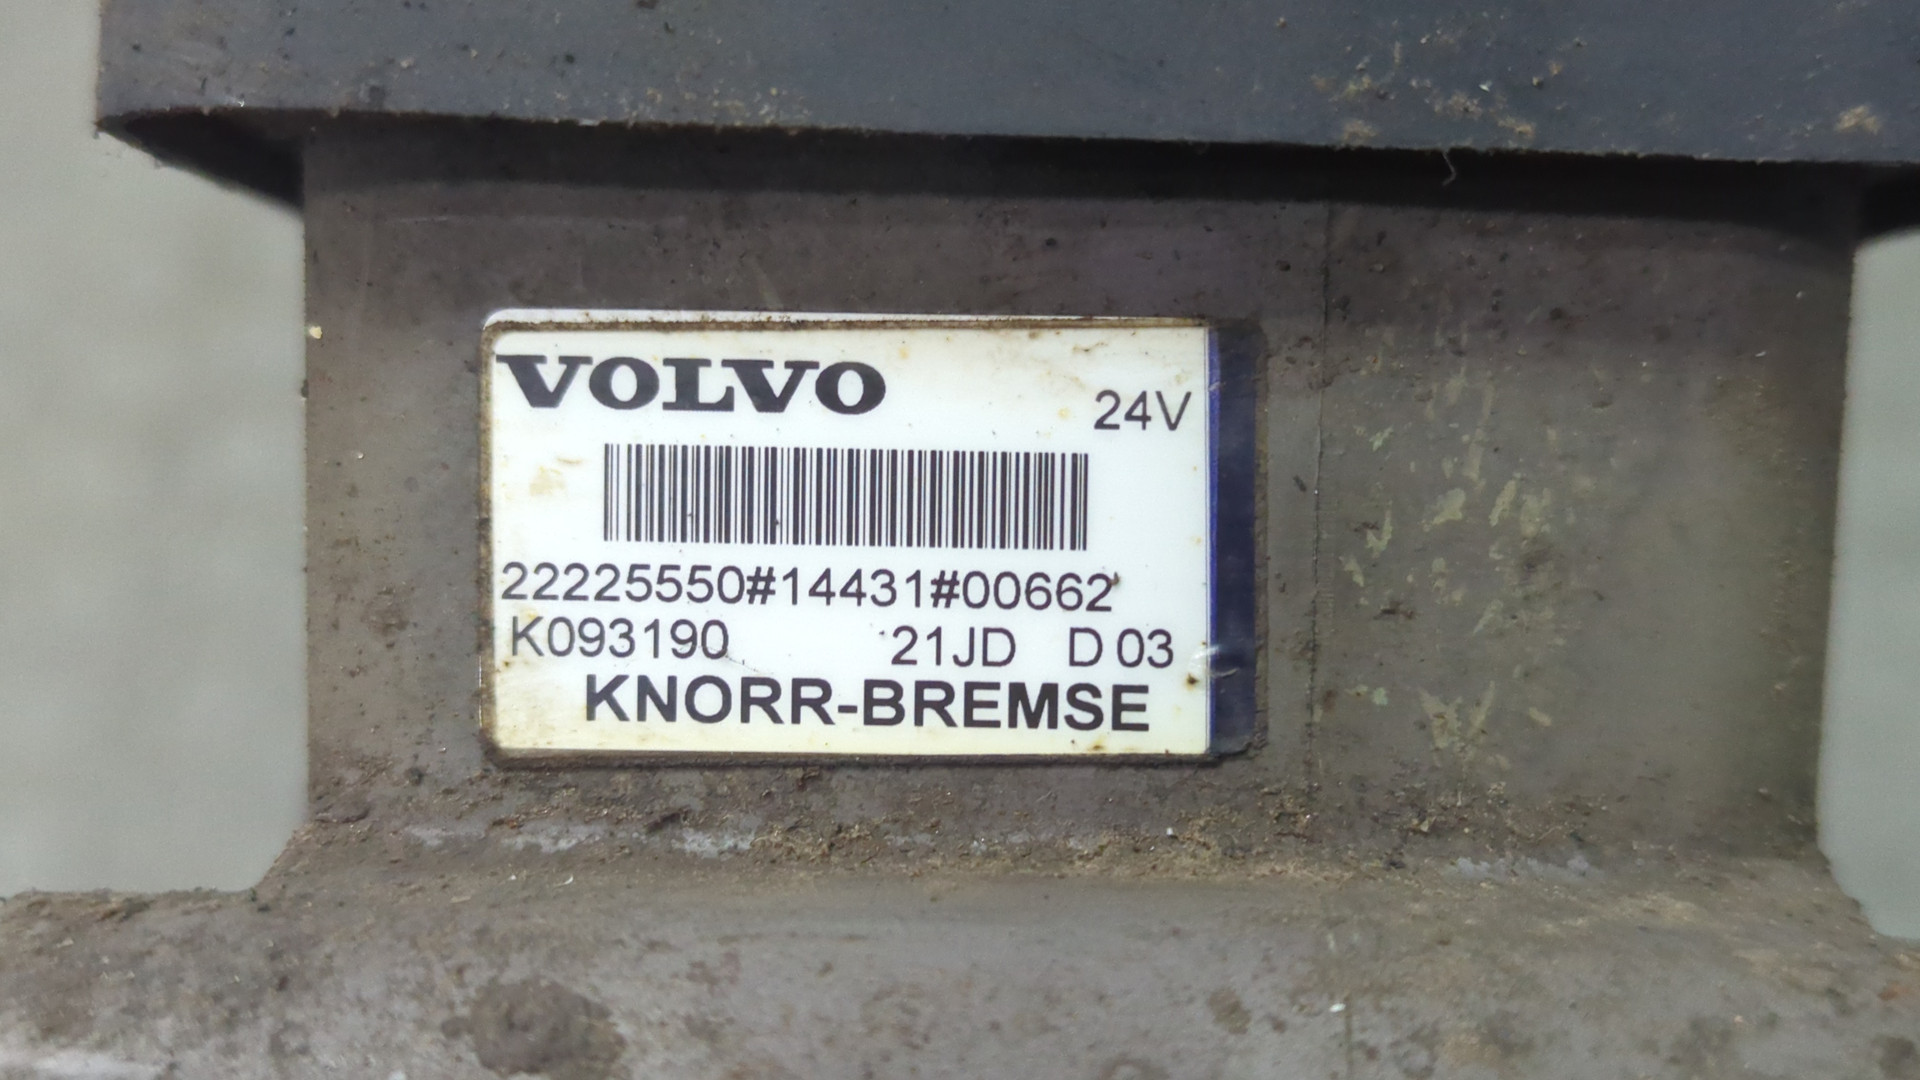 VOLVO
24V
22225550#14431#00662
K093190 21JD D 03
KNORR-BREMSE